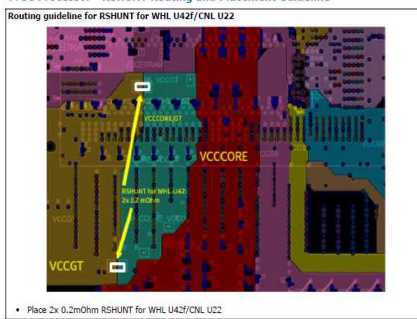 Routing guideline for RSHUNT for WHL U42f/CNL U22
VCCGT
VCCCORE/GT
VCCCORE
RSHUNT for WHL-U42:
2x 0.2 mOhm
VCCGT
• Place 2x 0.2mOhm RSHUNT for WHL U42f/CNL U22